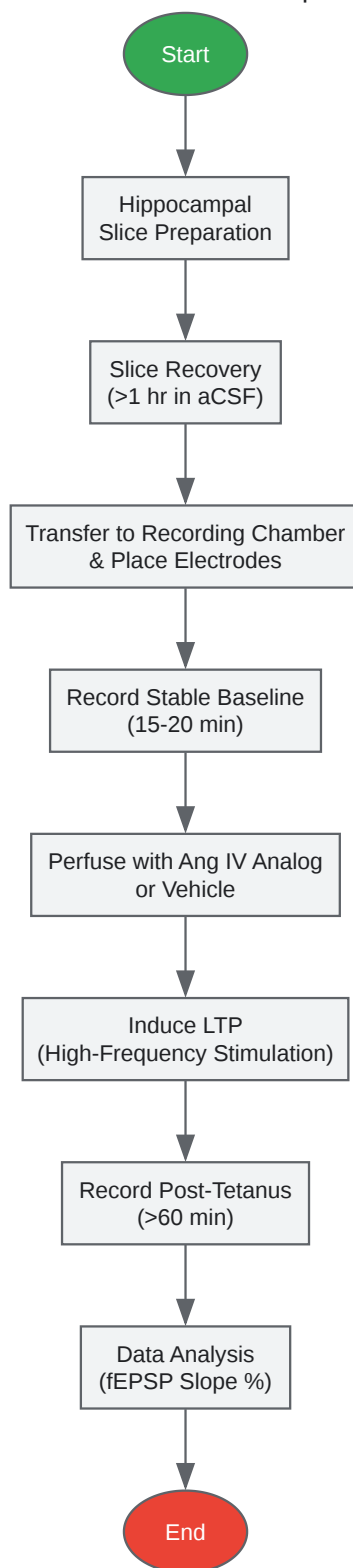 Start
Hippocampal
Slice Preparation
Slice Recovery
(>1 hr in aCSF)
Transfer to Recording Chamber
& Place Electrodes
Record Stable Baseline
(15-20 min)
Perfuse with Ang IV Analog
or Vehicle
Induce LTP
(High-Frequency Stimulation)
Record Post-Tetanus
(>60 min)
Data Analysis
(fEPSP Slope %)
End